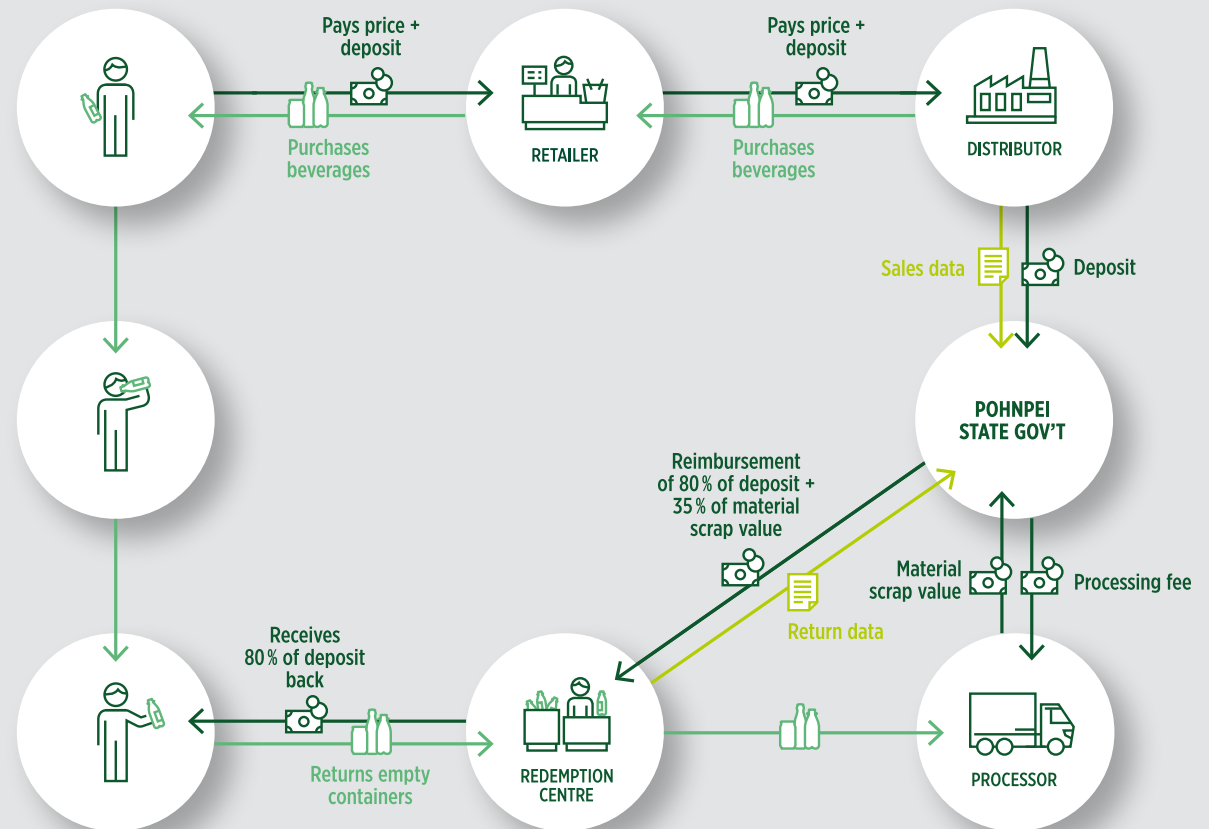 Pays price +
deposit
Pays price +
deposit
RETAILER
DISTRIBUTOR
Purchases
beverages
Purchases
beverages
Sales data
Deposit
POHNPEI
STATE GOV'T
Reimbursement
of 80% of deposit +
35% of material
scrap value
Material
scrap value
Processing fee
Return data
Receives
80% of deposit
back
Returns empty
containers
REDEMPTION
CENTRE
PROCESSOR